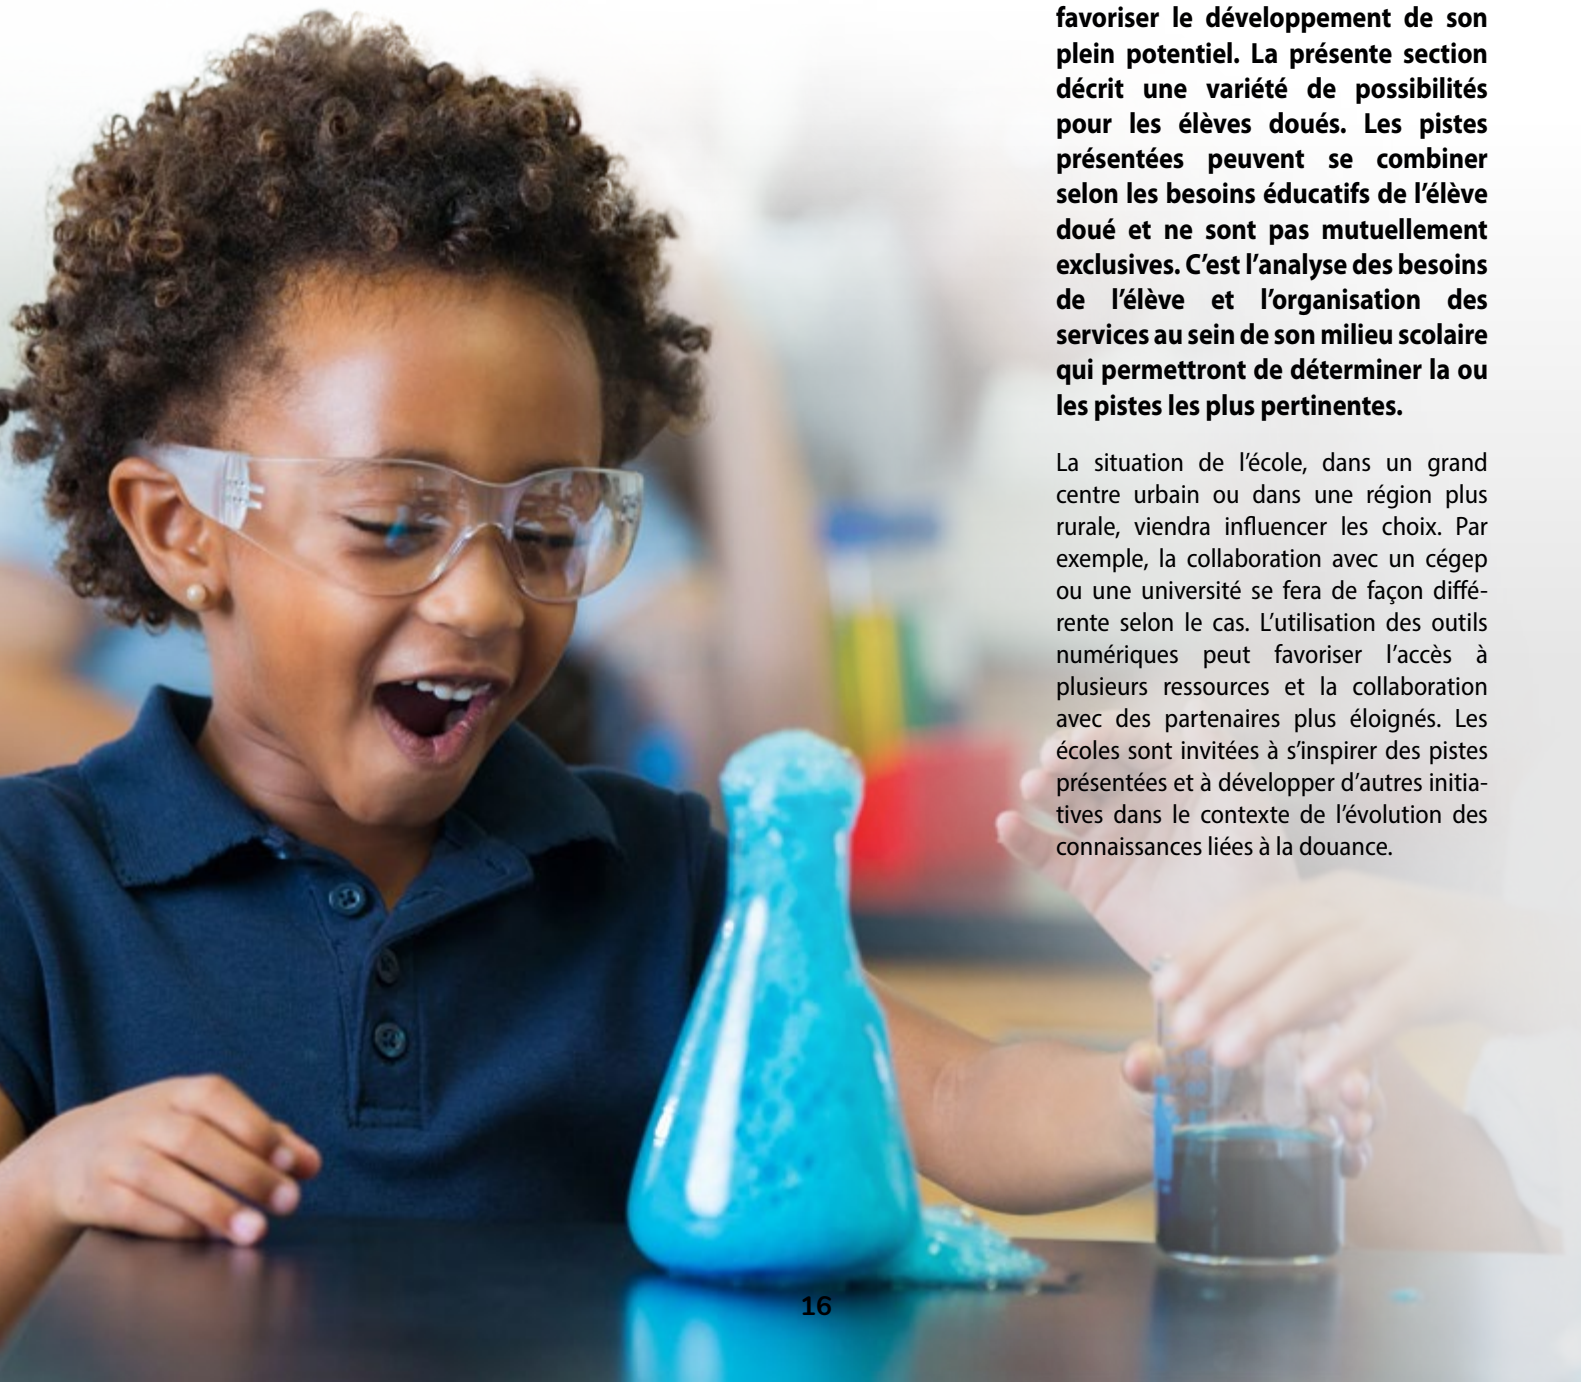 favoriser le développement de son
plein potentiel. La présente section
décrit une variété de possibilités
pour les élèves doués. Les pistes
présentées peuvent se combiner
selon les besoins éducatifs de l’élève
doué et ne sont pas mutuellement
exclusives. C’est l’analyse des besoins
de l’élève et l’organisation des
services au sein de son milieu scolaire
qui permettront de déterminer la ou
les pistes les plus pertinentes.
La situation de l’école, dans un grand
centre urbain ou dans une région plus
rurale, viendra influencer les choix. Par
exemple, la collaboration avec un cégep
ou une université se fera de façon diffé-
rente selon le cas. L’utilisation des outils
numériques peut favoriser l’accès à
plusieurs ressources et la collaboration
avec des partenaires plus éloignés. Les
écoles sont invitées à s’inspirer des pistes
présentées et à développer d’autres initia-
tives dans le contexte de l’évolution des
connaissances liées à la douance.
16